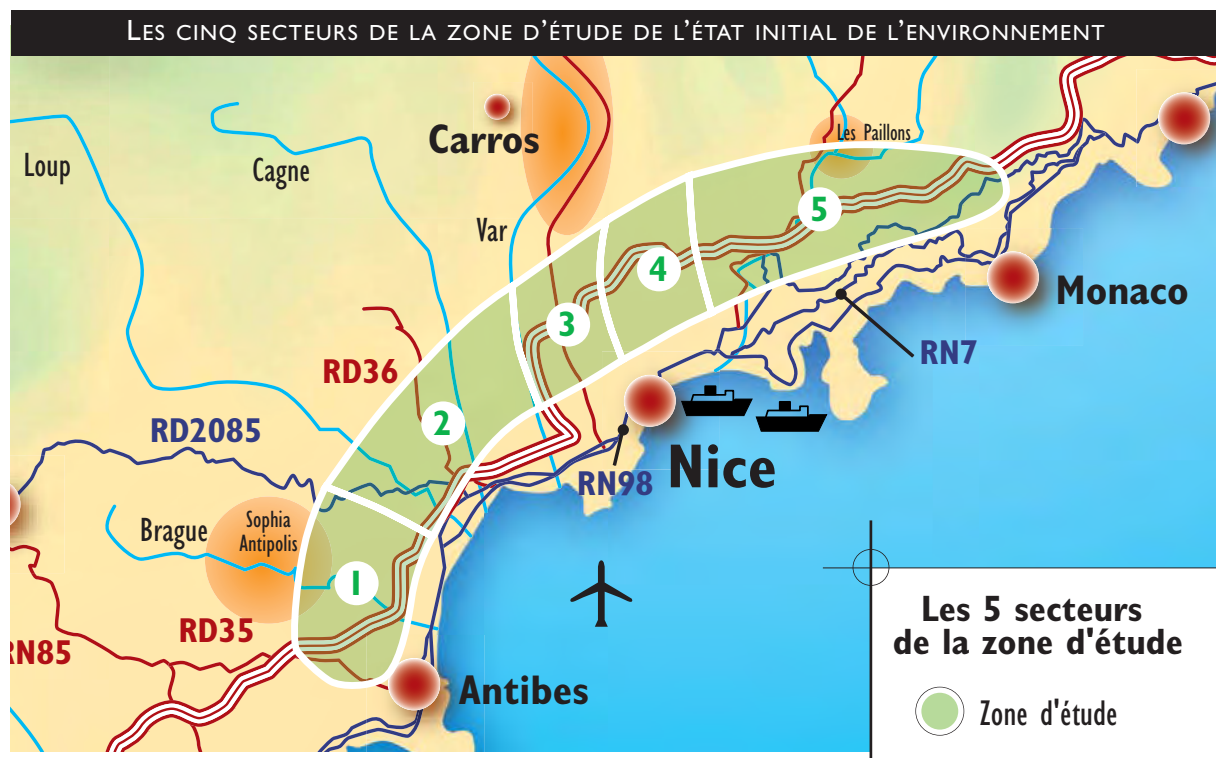 LES CINQ SECTEURS DE LA ZONE D'ÉTUDE DE L'ÉTAT INITIAL DE L'ENVIRONNEMENT
Carros
Les Paillons
Loup
Cagne
Var
5
4
Monaco
3
RN7
RD36
2
RD2085
Nice
RN98
Brague
Sophia
Antipolis
1
RD35
RN85
Antibes
Les 5 secteurs
de la zone d'étude
Zone d'étude